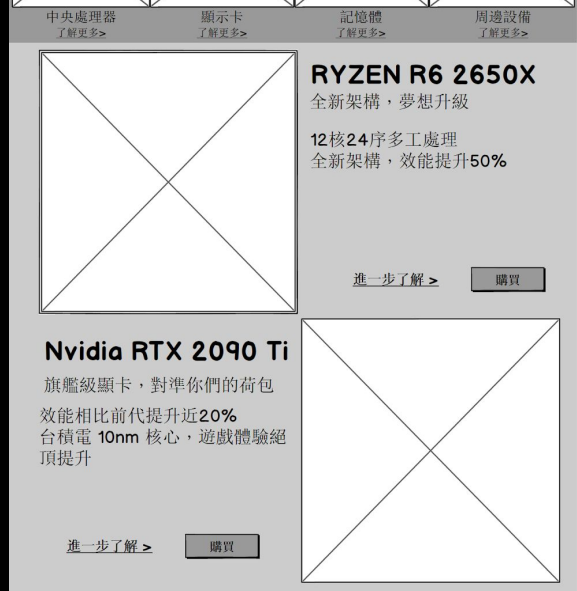 中央處理器 顯示卡 記憶體 周邊設備
了解更多> 了解更多> 了解更多> 了解更多>
RYZEN R6 2650X
全新架構，夢想升級
12核24序多工處理
全新架構，效能提升50%
進一步了解 > 購買
Nvidia RTX 2090 Ti
旗艦級顯卡，對準你們的荷包
效能相比前代提升近20%
台積電 10nm 核心，遊戲體驗絕
頂提升
進一步了解 > 購買